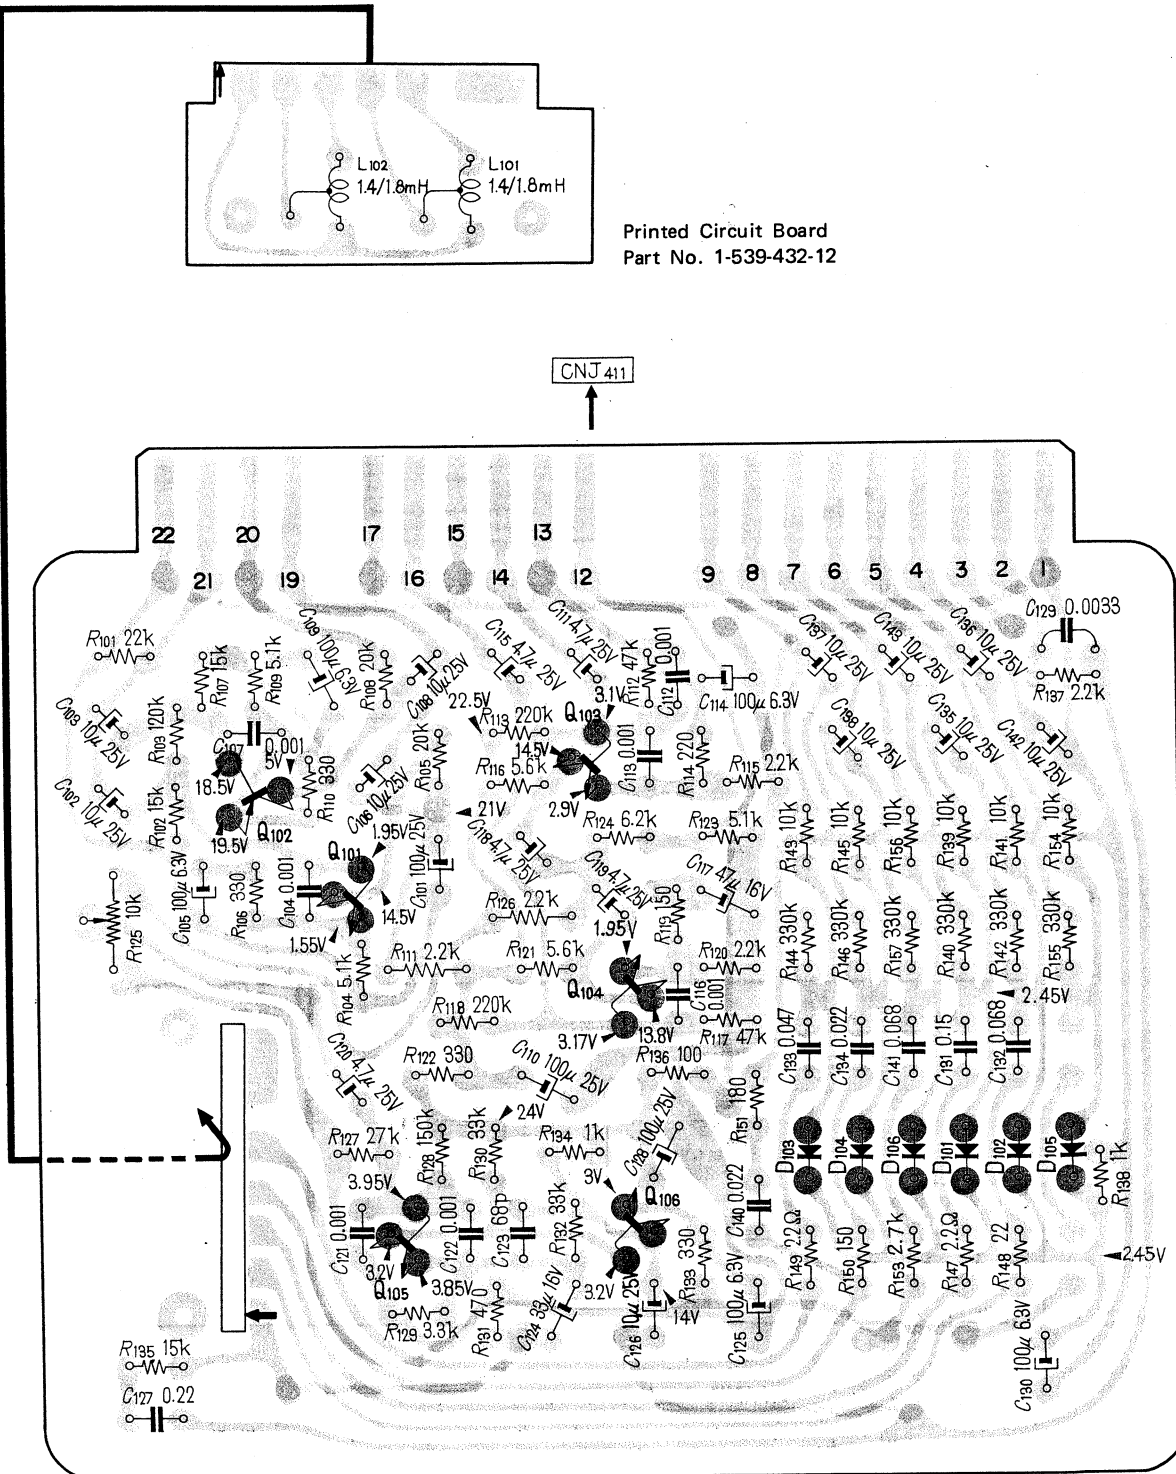 L102
1.4/1.8mH
L101
1.4/1.8mH
Printed Circuit Board
Part No. 1-539-432-12
CNJ 411
22
20
17
15
13
21
19
16
14
12
9
8
7
6
5
4
3
2
1
C129 0.0033
R101 22k
R107 15k
R109 5.1k
C109 100µ 6.3V
R108 20k
C108 10µ 25V
C115 4.7µ 25V
C111 4.7µ 25V
R112 47k
C112 0.001
C114 100µ 6.3V
C137 10µ 25V
C143 10µ 25V
C136 10µ 25V
R137 2.2k
C103 10µ 25V
R103 120k
C107 0.001
5V
18.5V
19.5V
Q102
R110 330
C106 10µ 25V
R105 20k
22.5V
R113 220k
Q103
3.1V
14.5V
2.9V
R116 5.6k
C113 0.001
R114 220
R115 2.2k
C138 10µ 25V
C135 10µ 25V
C142 10µ 25V
C102 10µ 25V
R102 15k
21V
1.95V
Q101
C101 100µ 25V
C118 4.7µ 25V
R124 6.2k
R123 5.1k
R143 10k
R145 10k
R156 10k
R139 10k
R141 10k
R154 10k
R125 10k
C105 100µ 6.3V
R106 330
C104 0.001
1.55V
14.5V
R104 5.1k
R126 2.2k
C119 4.7µ 25V
1.95V
R119 150
C117 47µ 16V
R111 2.2k
R121 5.6k
Q104
R120 2.2k
R144 330k
R146 330k
R157 330k
R140 330k
R142 330k
R155 330k
R118 220k
3.17V
13.8V
C116 0.001
R117 47k
2.45V
C120 4.7µ 25V
R122 330
C110 100µ 25V
R136 100
C133 0.047
C134 0.022
C141 0.068
C131 0.15
C132 0.068
24V
R127 27k
R128 150k
R130 33k
R134 1k
C128 100µ 25V
R151 180
D103
D104
D106
D101
D102
D105
R138 1k
3.95V
3V
Q106
C121 0.001
3.2V
Q105
3.85V
C122 0.001
C123 68p
R132 33k
3.2V
R133 330
C140 0.022
R149 2.2Ω
R150 150
R153 2.7k
R147 2.2Ω
R148 22
2.45V
R129 3.3k
R131 470
C124 33µ 16V
C126 10µ 25V
14V
C125 100µ 6.3V
C130 100µ 6.3V
R135 15k
C127 0.22